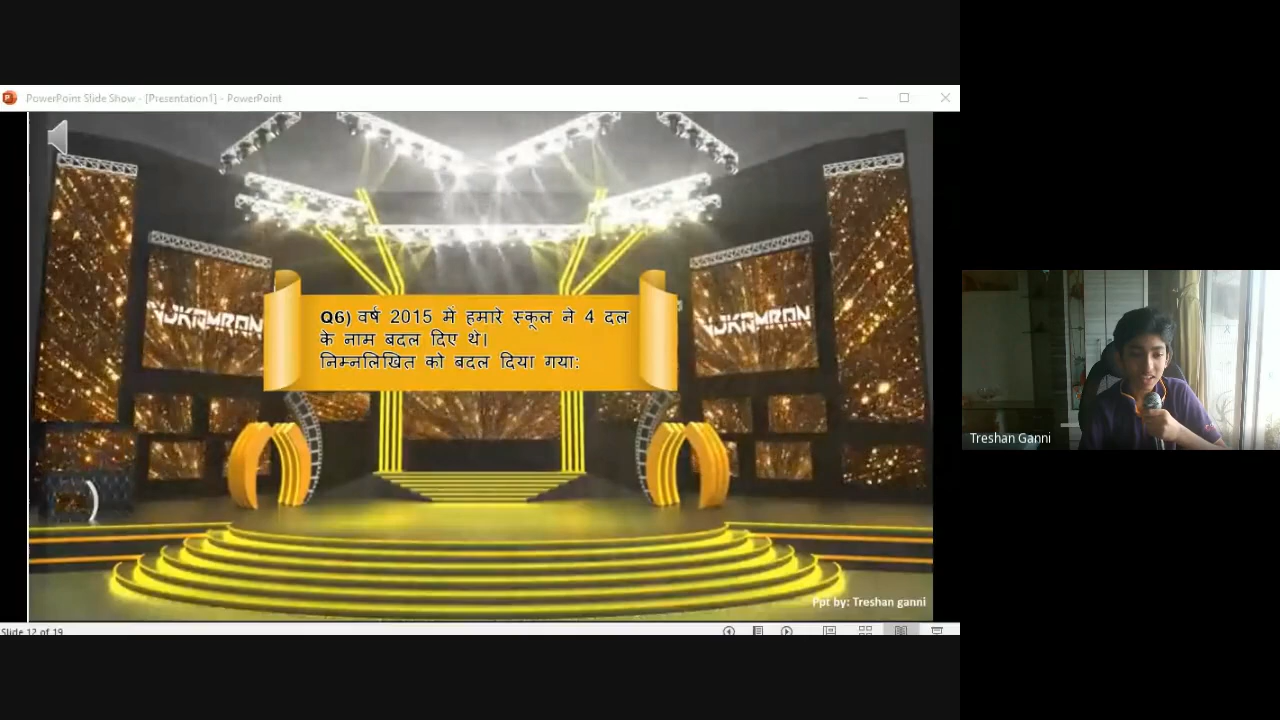 PowerPoint Slide Show - [Presentation1] - PowerPoint
Q6) वर्ष 2015 में हमारे स्कूल ने 4 दल
के नाम बदल दिए थे।
निम्नलिखित को बदल दिया गया:
Treshan Ganni
Ppt by: Treshan ganni
Slide 12 of 19